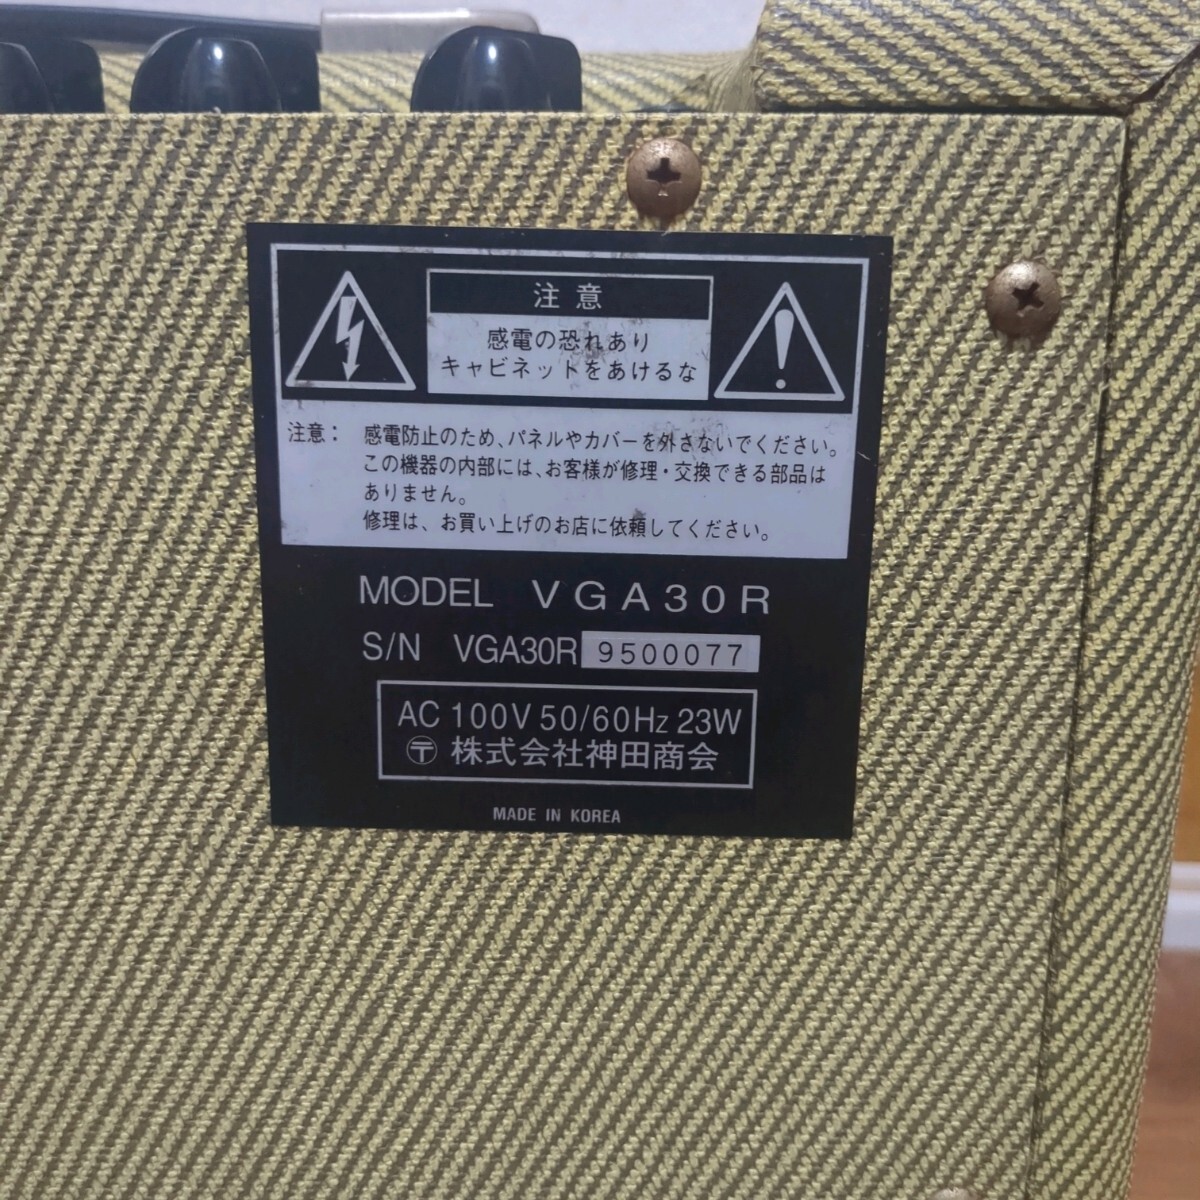 注意
感電の恐れあり
キャビネットをあけるな
注意: 感電防止のため、パネルやカバーを外さないでください。
この機器の内部には、お客様が修理・交換できる部品は
ありません。
修理は、お買い上げのお店に依頼してください。
MODEL VGA30R
S/N VGA30R 9500077
AC 100V 50/60Hz 23W
〶 株式会社神田商会
MADE IN KOREA